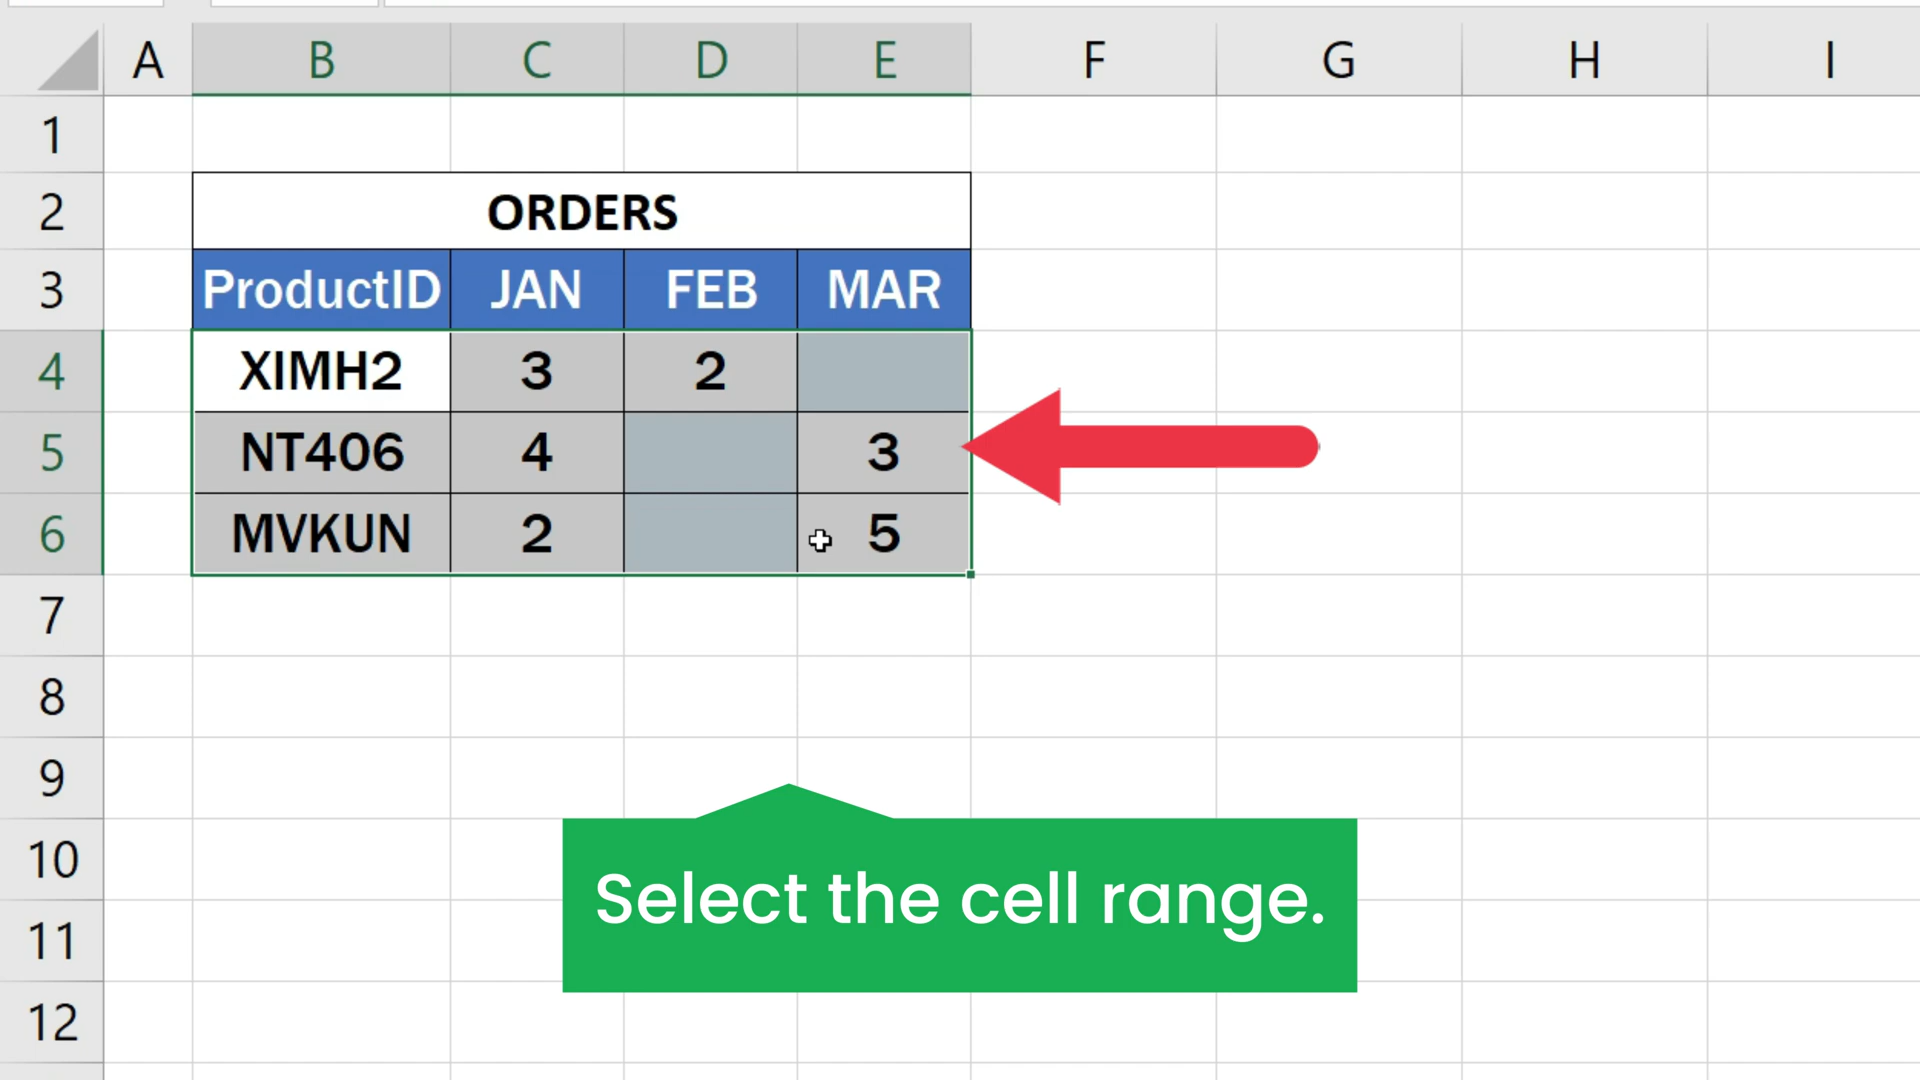 A B C D E F G H I
1
2 ORDERS
3 ProductID JAN FEB MAR
4 XIMH2 3 2
5 NT406 4 3
6 MVKUN 2 5
7
8
9
10
11
12
Select the cell range.